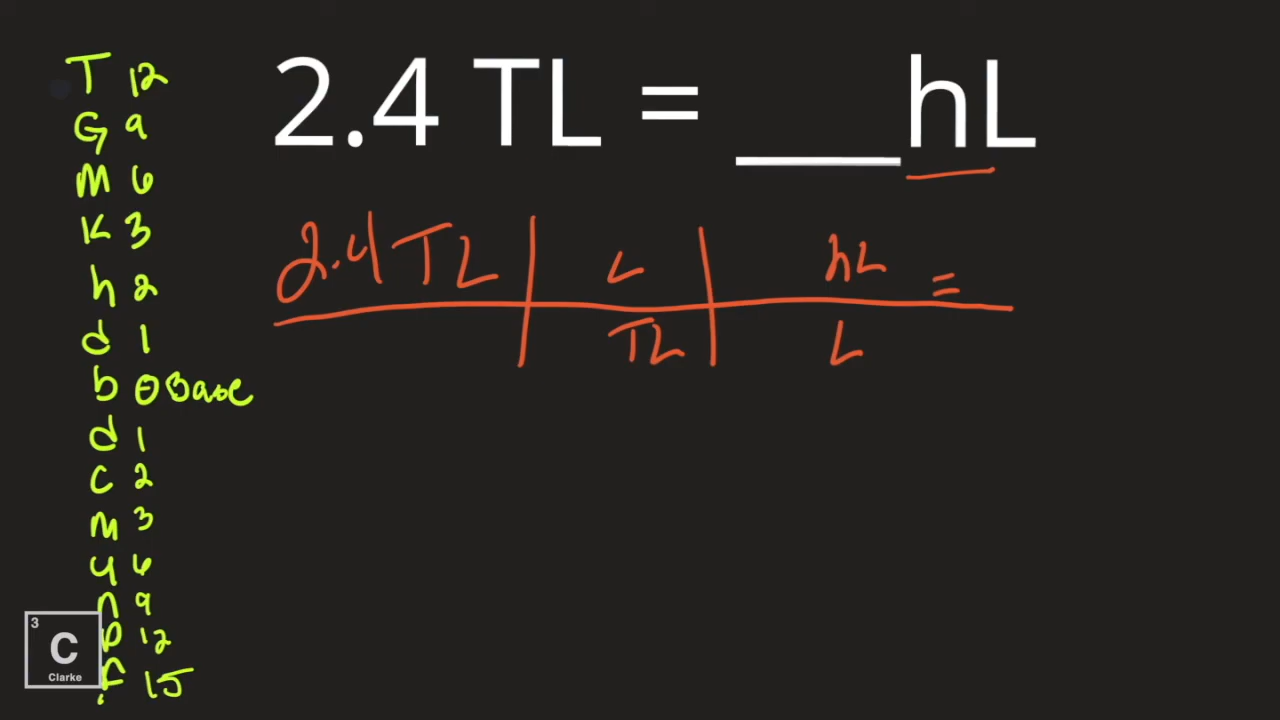 2.4 TL = ___hL
2.4 TL | L | hL =
TL | L
T 12
G 9
M 6
K 3
h 2
d 1
b 0 Base
d 1
c 2
m 3
u 6
n 9
p 12
f 15
3
C
Clarke